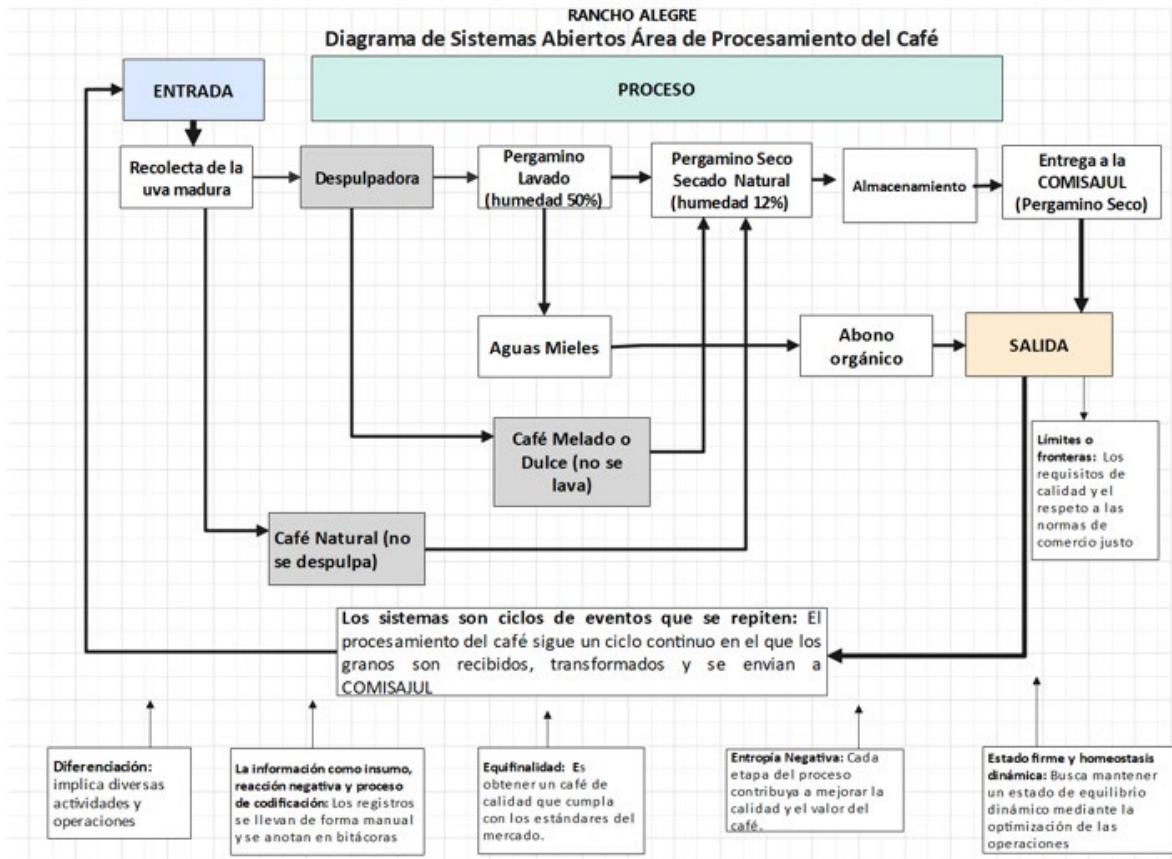 RANCHO ALEGRE
Diagrama de Sistemas Abiertos Área de Procesamiento del Café
ENTRADA
PROCESO
Recolecta de la
uva madura
Despulpadora
Pergamino
Lavado
(humedad 50%)
Pergamino Seco
Secado Natural
(humedad 12%)
Almacenamiento
Entrega a la
COMISAJUL
(Pergamino Seco)
Aguas Mieles
Abono
orgánico
SALIDA
Café Melado o
Dulce (no se
lava)
Límites o
fronteras: Los
requisitos de
calidad y el
respeto a las
normas de
comercio justo
Café Natural (no
se despulpa)
Los sistemas son ciclos de eventos que se repiten: El
procesamiento del café sigue un ciclo continuo en el que los
granos son recibidos, transformados y se envian a
COMISAJUL
Diferenciación:
implica diversas
actividades y
operaciones
La información como insumo,
reacción negativa y proceso
de codificación: Los registros
se llevan de forma manual
y se anotan en bitácoras
Equifinalidad: Es
obtener un café de
calidad que cumpla
con los estándares del
mercado.
Entropía Negativa: Cada
etapa del proceso
contribuya a mejorar la
calidad y el valor del
café.
Estado firme y homeostasis
dinámica: Busca mantener
un estado de equilibrio
dinámico mediante la
optimización de las
operaciones